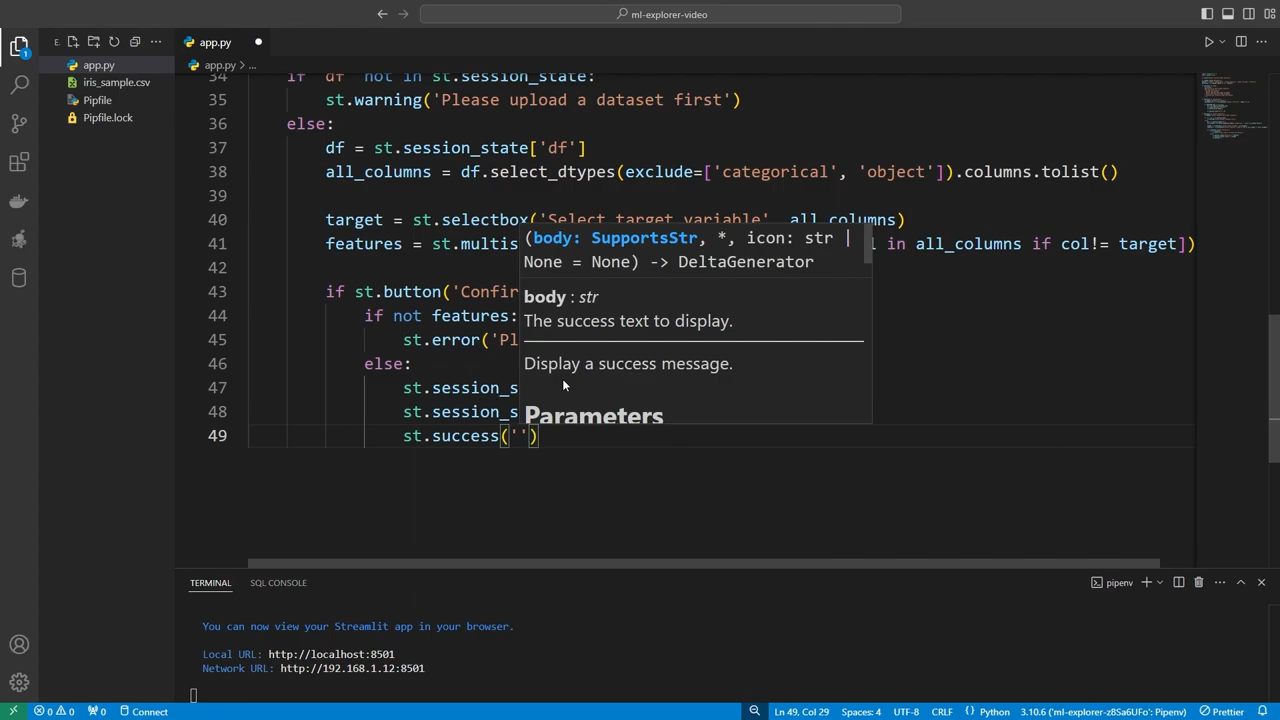 ml-explorer-video
E
app.py
iris_sample.csv
Pipfile
Pipfile.lock
app.py
app.py > ...
34 if 'df' not in st.session_state:
35 st.warning('Please upload a dataset first')
36 else:
37 df = st.session_state['df']
38 all_columns = df.select_dtypes(exclude=['categorical', 'object']).columns.tolist()
39
40 target = st.selectbox('Select target variable', all_columns)
41 features = st.multis l in all_columns if col!= target])
42
43 if st.button('Confir
44 if not features:
45 st.error('Pl
46 else:
47 st.session_s
48 st.session_s
49 st.success('')
(body: SupportsStr, *, icon: str |
None = None) -> DeltaGenerator
body : str
The success text to display.
Display a success message.
Parameters
TERMINAL
SQL CONSOLE
pipenv
You can now view your Streamlit app in your browser.
Local URL: http://localhost:8501
Network URL: http://192.168.1.12:8501
1
0 0 0 Connect
Ln 49, Col 29 Spaces: 4 UTF-8 CRLF Python 3.10.6 ('ml-explorer-z8Sa6UFo': Pipenv) Prettier